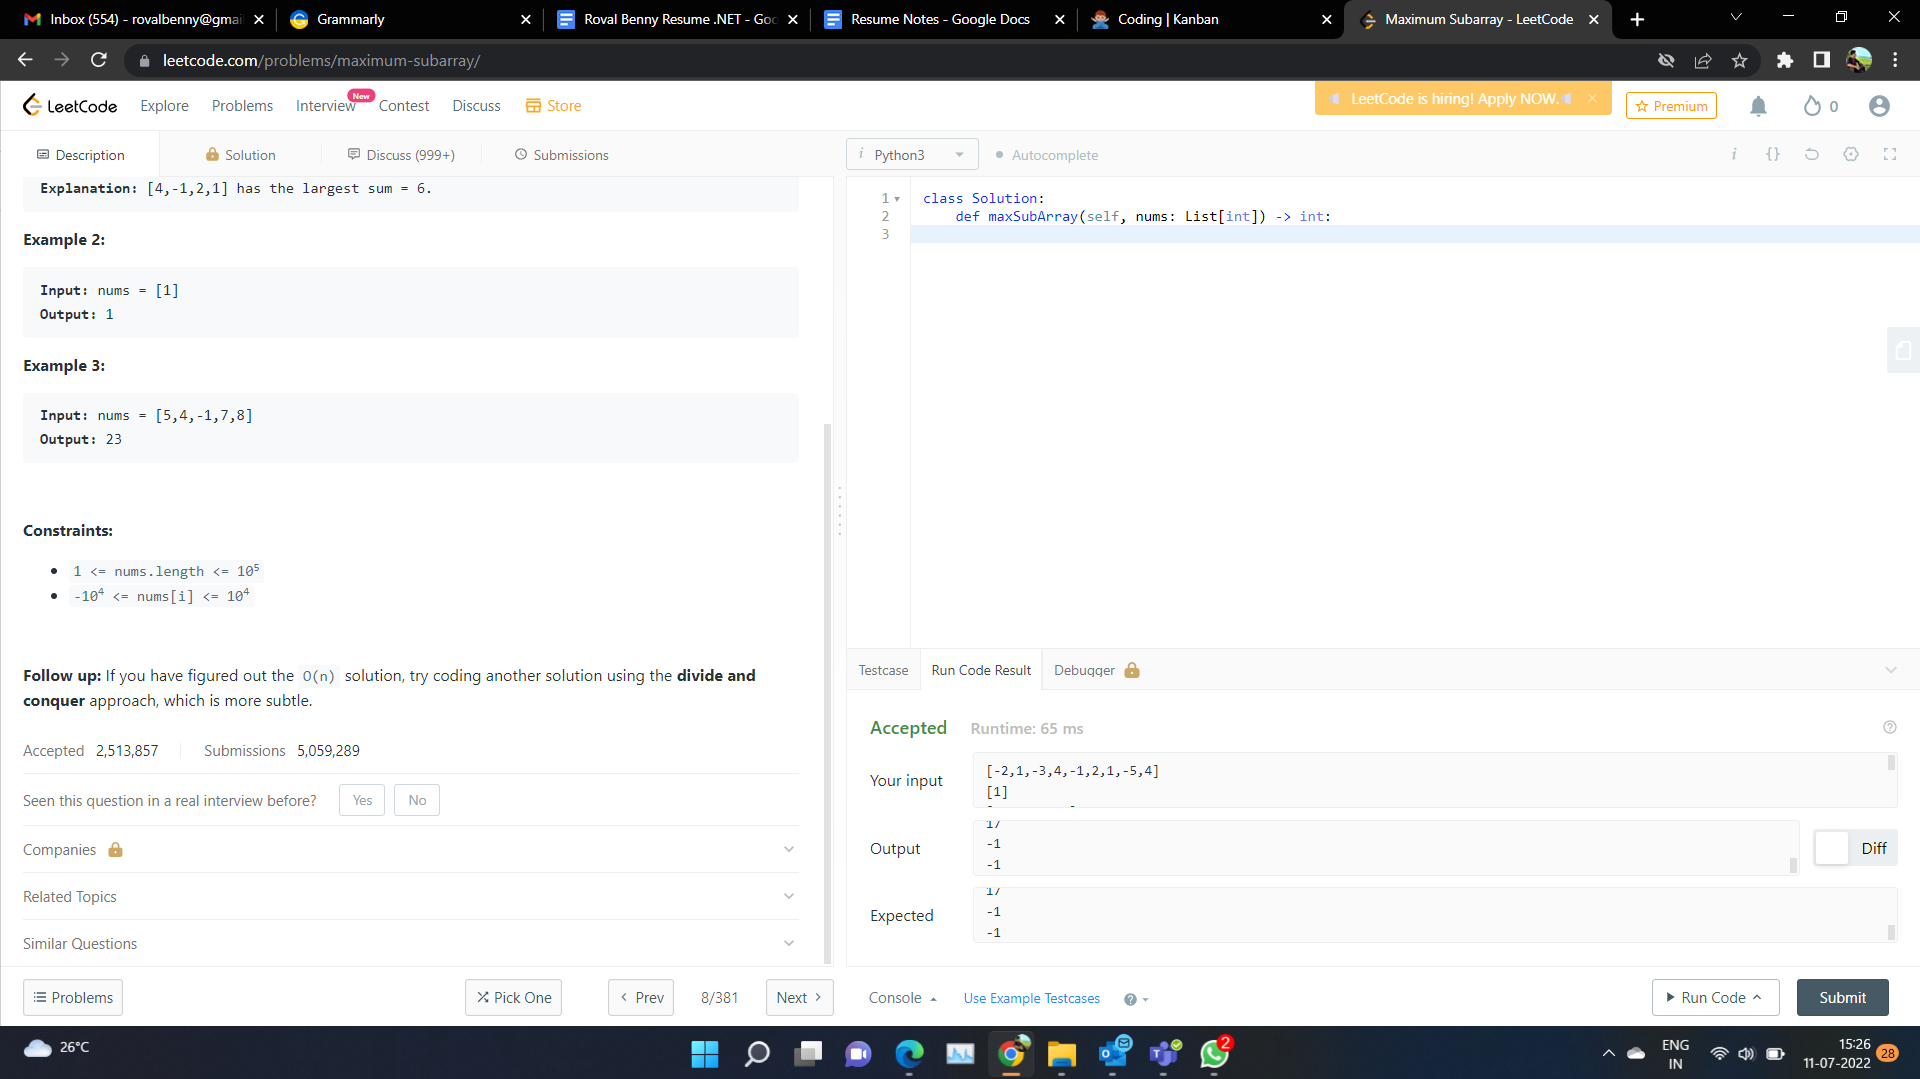 Inbox (554) - rovalbenny@gmai
Grammarly
Roval Benny Resume .NET - Goo
Resume Notes - Google Docs
Coding | Kanban
Maximum Subarray - LeetCode
leetcode.com/problems/maximum-subarray/
LeetCode
Explore
Problems
Interview
New
Contest
Discuss
Store
LeetCode is hiring! Apply NOW.
Premium
0
Description
Solution
Discuss (999+)
Submissions
i Python3
Autocomplete
i
{}
Explanation: [4,-1,2,1] has the largest sum = 6.
Example 2:
Input: nums = [1]
Output: 1
Example 3:
Input: nums = [5,4,-1,7,8]
Output: 23
Constraints:
1 <= nums.length <= 10⁵
-10⁴ <= nums[i] <= 10⁴
Follow up: If you have figured out the O(n) solution, try coding another solution using the divide and
conquer approach, which is more subtle.
Accepted 2,513,857
Submissions 5,059,289
Seen this question in a real interview before?
Yes
No
Companies
Related Topics
Similar Questions
Problems
Pick One
Prev
8/381
Next
1 class Solution:
2 def maxSubArray(self, nums: List[int]) -> int:
3
Testcase
Run Code Result
Debugger
Accepted
Runtime: 65 ms
Your input
[-2,1,-3,4,-1,2,1,-5,4]
[1]
Output
17
-1
-1
Diff
Expected
17
-1
-1
Console
Use Example Testcases
Run Code
Submit
26°C
2
ENG
IN
15:26
11-07-2022
28